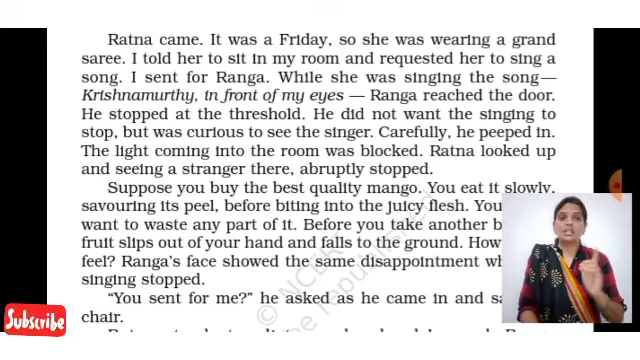 Ratna came. It was a Friday, so she was wearing a grand
saree. I told her to sit in my room and requested her to sing a
song. I sent for Ranga. While she was singing the song—
Krishnamurthy, in front of my eyes — Ranga reached the door.
He stopped at the threshold. He did not want the singing to
stop, but was curious to see the singer. Carefully, he peeped in.
The light coming into the room was blocked. Ratna looked up
and seeing a stranger there, abruptly stopped.
Suppose you buy the best quality mango. You eat it slowly,
savouring its peel, before biting into the juicy flesh. You
want to waste any part of it. Before you take another
fruit slips out of your hand and falls to the ground. How
feel? Ranga's face showed the same disappointment
singing stopped.
"You sent for me?" he asked as he came in and
chair.
© NCERT
be republished
Subscribe